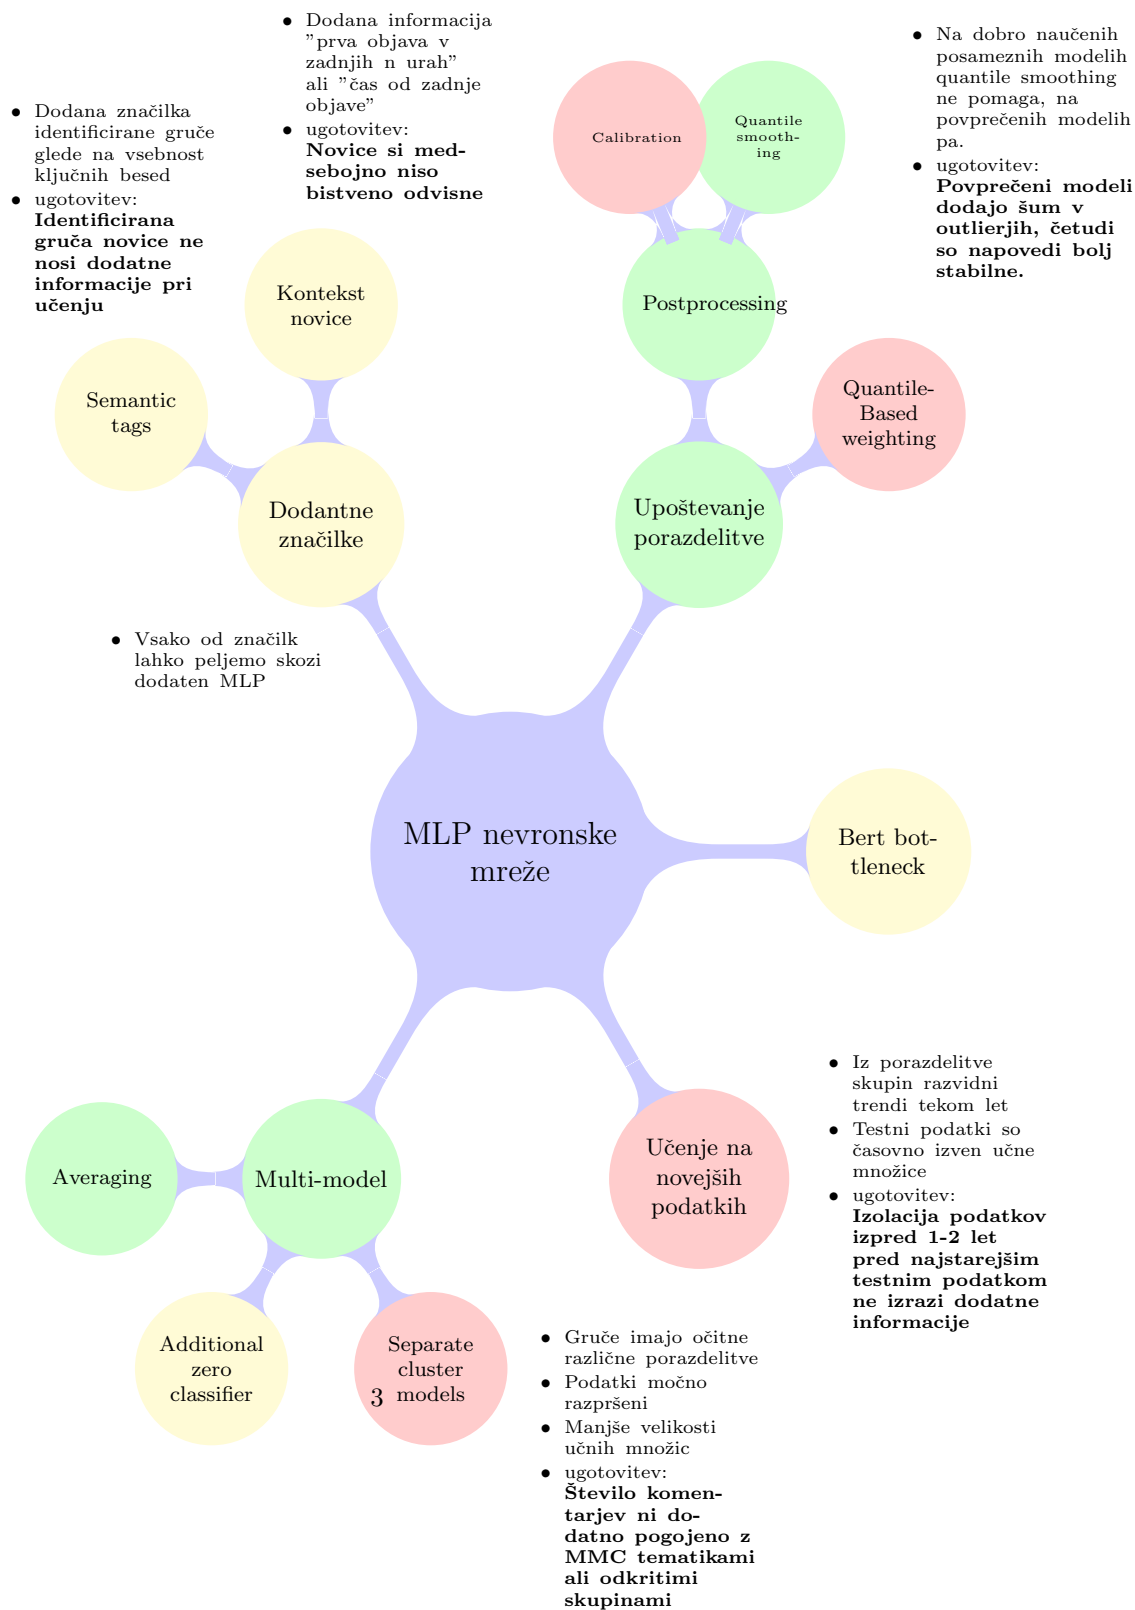 • Dodana informacija
"prva objava v
zadnjih n urah"
ali "čas od zadnje
objave"
• ugotovitev:
Novice si med-
sebojno niso
bistveno odvisne
• Na dobro naučenih
posameznih modelih
quantile smoothing
ne pomaga, na
povprečenih modelih
pa.
• ugotovitev:
Povprečeni modeli
dodajo šum v
outlierjih, četudi
so napovedi bolj
stabilne.
• Dodana značilka
identificirane gruče
glede na vsebnost
ključnih besed
• ugotovitev:
Identificirana
gruča novice ne
nosi dodatne
informacije pri
učenju
Calibration
Quantile
smooth-
ing
Kontekst
novice
Postprocessing
Semantic
tags
Quantile-
Based
weighting
Dodantne
značilke
Upoštevanje
porazdelitve
• Vsako od značilk
lahko peljemo skozi
dodaten MLP
MLP nevronske
mreže
Bert bot-
tleneck
• Iz porazdelitve
skupin razvidni
trendi tekom let
• Testni podatki so
časovno izven učne
množice
• ugotovitev:
Izolacija podatkov
izpred 1-2 let
pred najstarejšim
testnim podatkom
ne izrazi dodatne
informacije
Averaging
Multi-model
Učenje na
novejših
podatkih
Additional
zero
classifier
Separate
cluster
models
3
• Gruče imajo očitne
različne porazdelitve
• Podatki močno
razpršeni
• Manjše velikosti
učnih množic
• ugotovitev:
Število komen-
tarjev ni do-
datno pogojeno z
MMC tematikami
ali odkritimi
skupinami